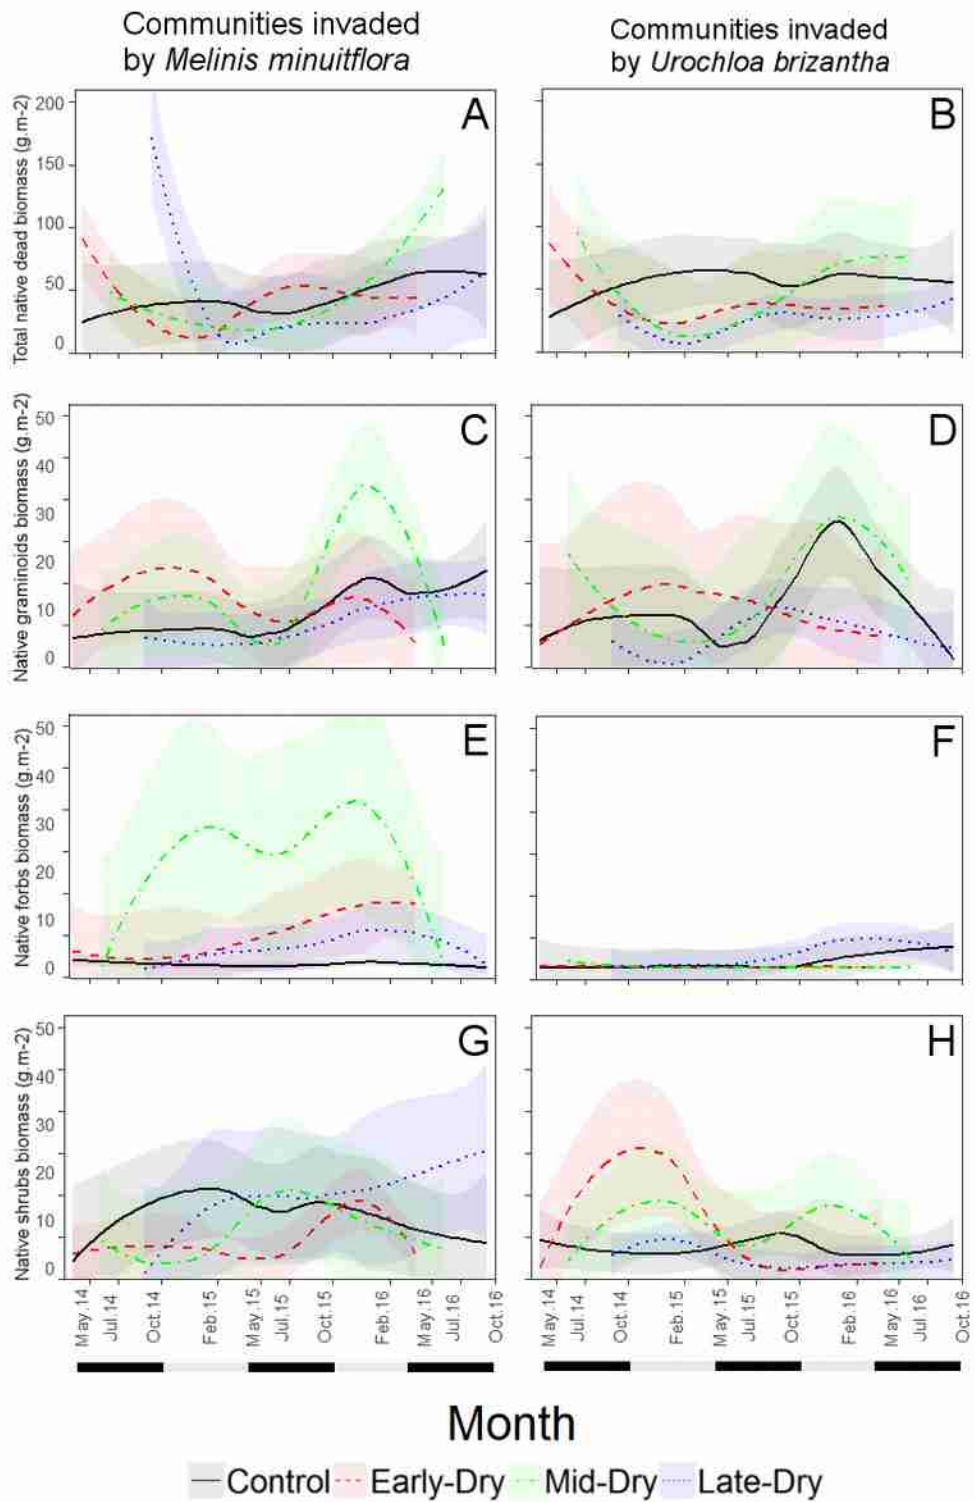 Communities invaded
by Melinis minuitflora
Communities invaded
by Urochloa brizantha
Total native dead biomass (g.m-2)
200
150
100
50
0
A
B
Native graminoids biomass (g.m-2)
50
40
30
20
10
0
C
D
Native forbs biomass (g.m-2)
50
40
30
20
10
0
E
F
Native shrubs biomass (g.m-2)
50
40
30
20
10
0
G
H
May.14 Jul.14 Oct.14 Feb.15 May.15 Jul.15 Oct.15 Feb.16 May.16 Jul.16 Oct.16
May.14 Jul.14 Oct.14 Feb.15 May.15 Jul.15 Oct.15 Feb.16 May.16 Jul.16 Oct.16
Month
Control Early-Dry Mid-Dry Late-Dry